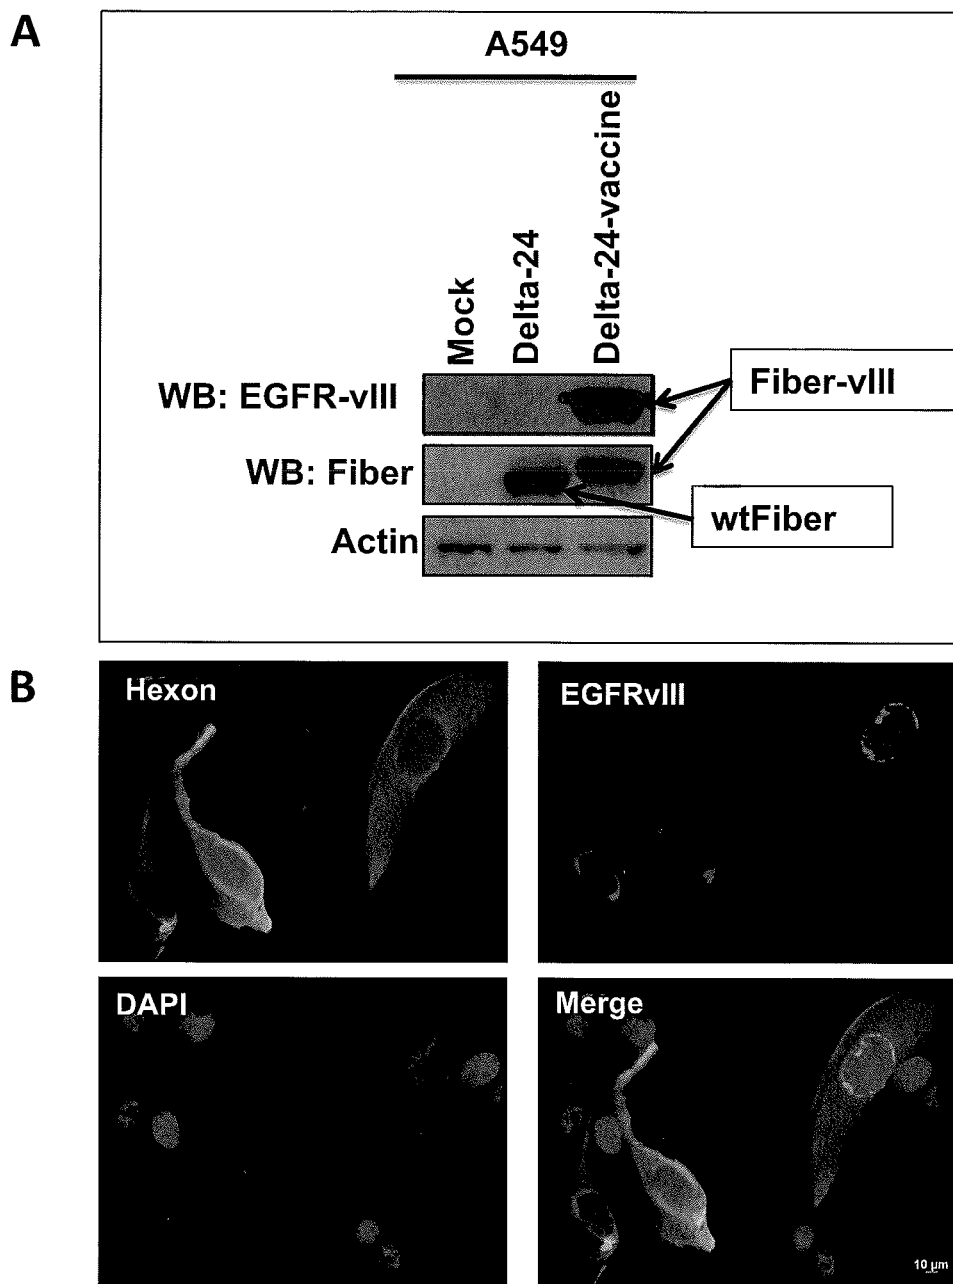 A
A549
Mock
Delta-24
Delta-24-vaccine
WB: EGFR-vIII
Fiber-vIII
WB: Fiber
wtFiber
Actin
B
Hexon
EGFRvIII
DAPI
Merge
10 µm